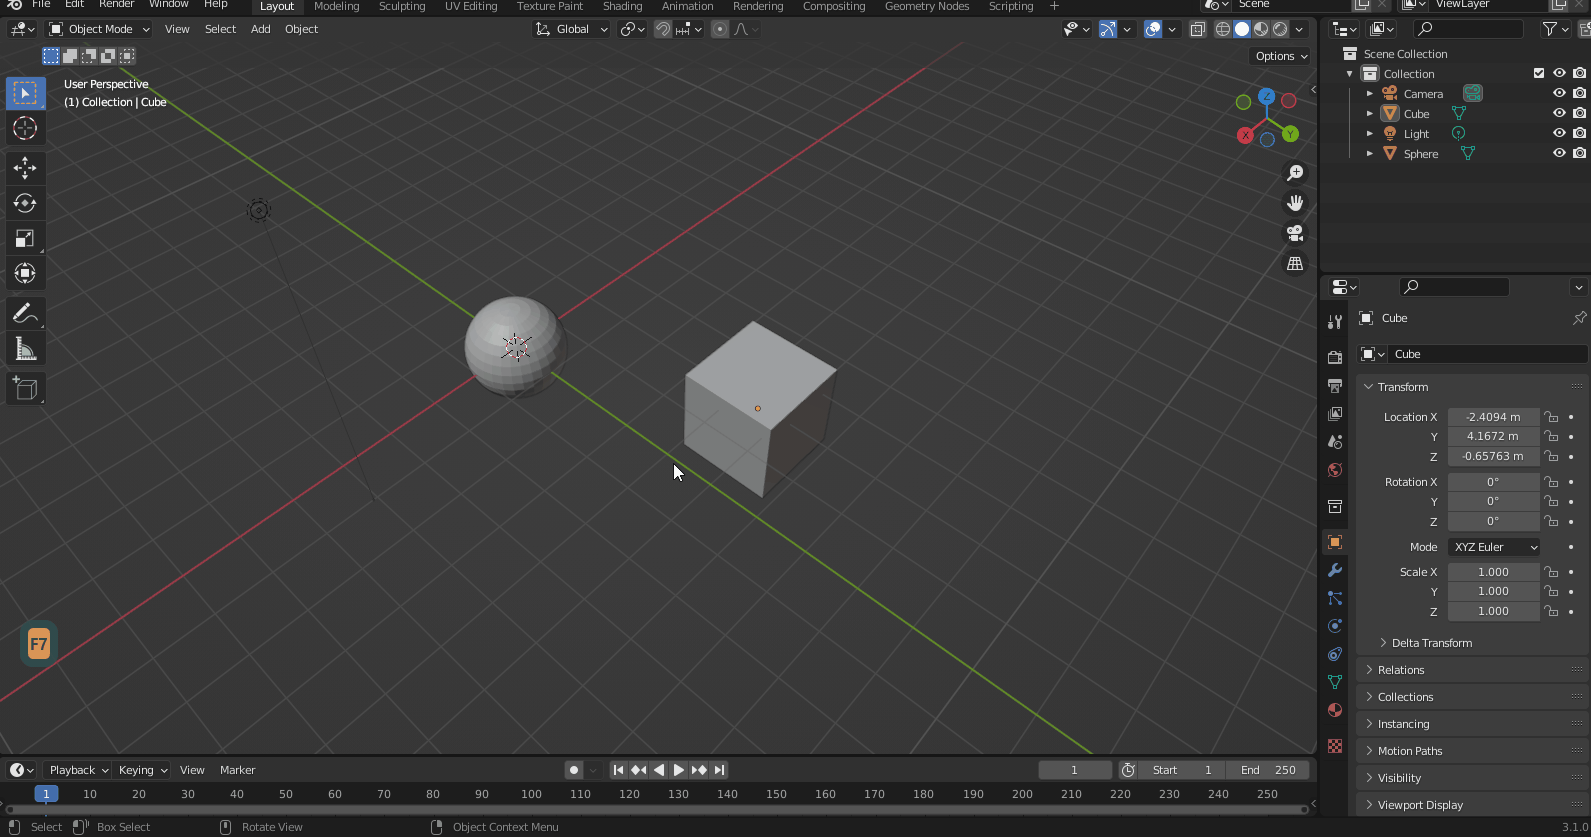 File Edit Render Window Help Layout Modeling Sculpting UV Editing Texture Paint Shading Animation Rendering Compositing Geometry Nodes Scripting + Scene ViewLayer
Object Mode View Select Add Object Global
Options
User Perspective
(1) Collection | Cube
Z
X Y
F7
Scene Collection
Collection
Camera
Cube
Light
Sphere
Cube
Cube
Transform
Location X -2.4094 m
Y 4.1672 m
Z -0.65763 m
Rotation X 0°
Y 0°
Z 0°
Mode XYZ Euler
Scale X 1.000
Y 1.000
Z 1.000
Delta Transform
Relations
Collections
Instancing
Motion Paths
Visibility
Viewport Display
Playback Keying View Marker 1 Start 1 End 250
1 10 20 30 40 50 60 70 80 90 100 110 120 130 140 150 160 170 180 190 200 210 220 230 240 250
Select Box Select Rotate View Object Context Menu 3.1.0